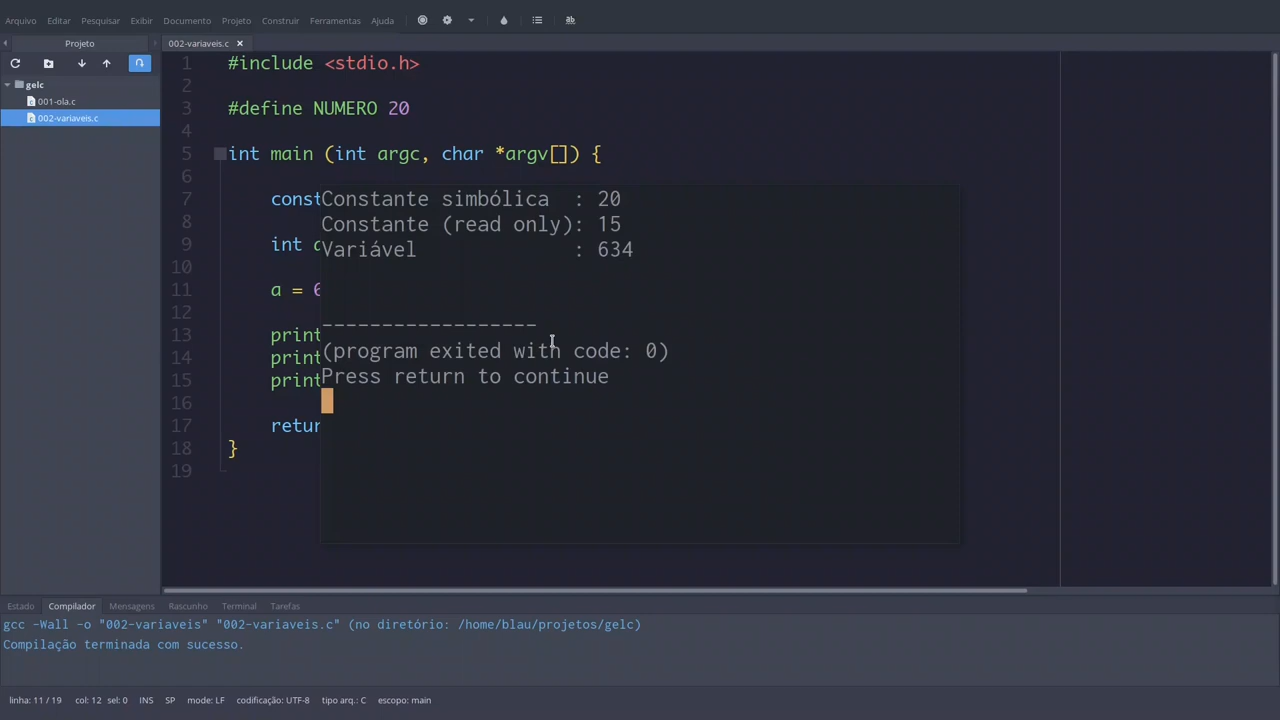 Arquivo Editar Pesquisar Exibir Documento Projeto Construir Ferramentas Ajuda
Projeto
002-variaveis.c
gelc
001-ola.c
002-variaveis.c
1 #include <stdio.h>
2
3 #define NUMERO 20
4
5 int main (int argc, char *argv[]) {
6
7 const
8
9 int
10
11 a =
12
13 print
14 print
15 print
16
17 retur
18 }
19
Constante simbólica  : 20
Constante (read only): 15
Variável             : 634
------------------
(program exited with code: 0)
Press return to continue
Estado Compilador Mensagens Rascunho Terminal Tarefas
gcc -Wall -o "002-variaveis" "002-variaveis.c" (no diretório: /home/blau/projetos/gelc)
Compilação terminada com sucesso.
linha: 11 / 19 col: 12 sel: 0 INS SP mode: LF codificação: UTF-8 tipo arq.: C escopo: main